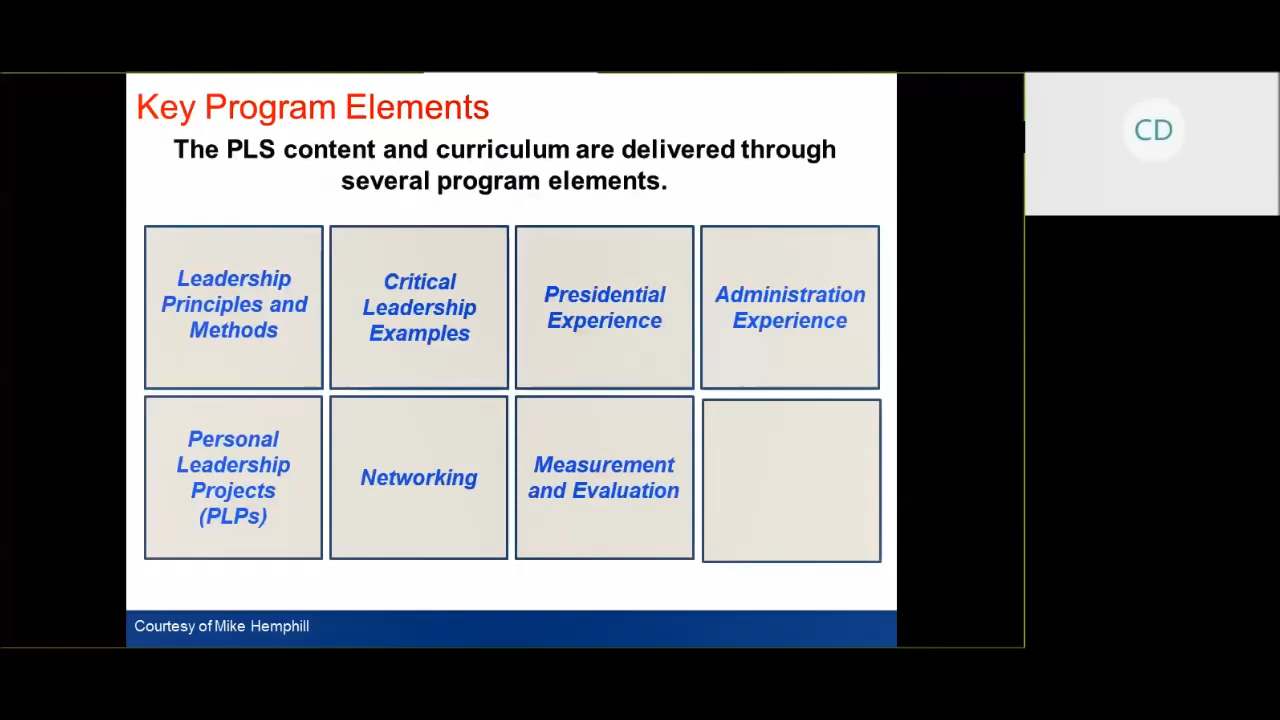 Key Program Elements
The PLS content and curriculum are delivered through
several program elements.
Leadership
Principles and
Methods
Critical
Leadership
Examples
Presidential
Experience
Administration
Experience
Personal
Leadership
Projects
(PLPs)
Networking
Measurement
and Evaluation
Courtesy of Mike Hemphill
CD